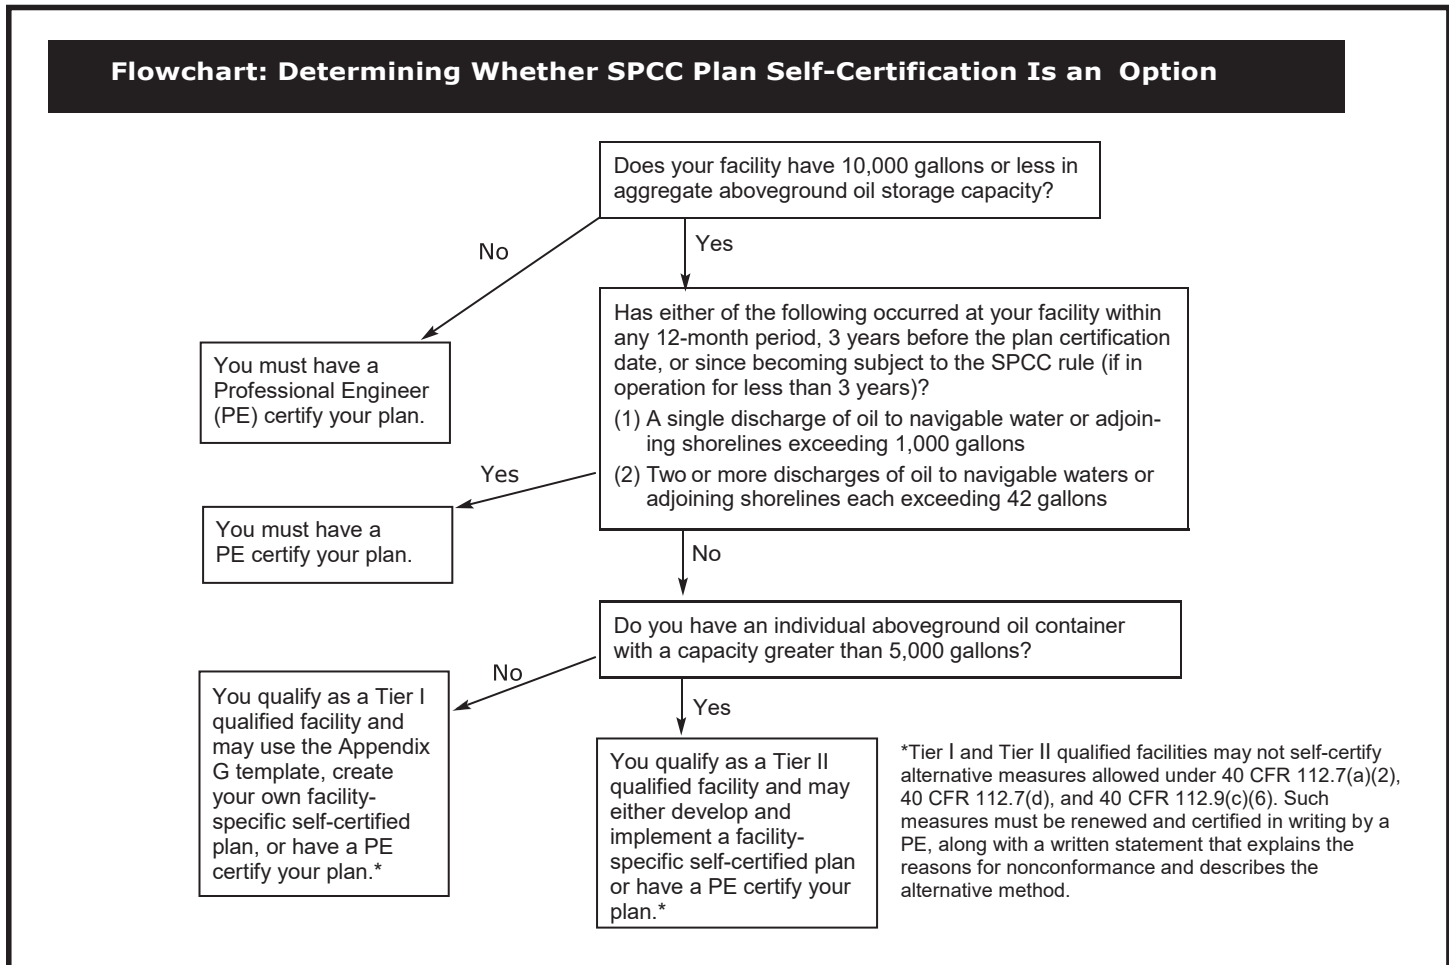 Flowchart: Determining Whether SPCC Plan Self-Certification Is an Option
Does your facility have 10,000 gallons or less in
aggregate aboveground oil storage capacity?
No
Yes
Has either of the following occurred at your facility within
any 12-month period, 3 years before the plan certification
date, or since becoming subject to the SPCC rule (if in
operation for less than 3 years)?
(1) A single discharge of oil to navigable water or adjoin-
ing shorelines exceeding 1,000 gallons
(2) Two or more discharges of oil to navigable waters or
adjoining shorelines each exceeding 42 gallons
You must have a
Professional Engineer
(PE) certify your plan.
Yes
You must have a
PE certify your plan.
No
Do you have an individual aboveground oil container
with a capacity greater than 5,000 gallons?
No
Yes
You qualify as a Tier I
qualified facility and
may use the Appendix
G template, create
your own facility-
specific self-certified
plan, or have a PE
certify your plan.*
You qualify as a Tier II
qualified facility and may
either develop and
implement a facility-
specific self-certified plan
or have a PE certify your
plan.*
*Tier I and Tier II qualified facilities may not self-certify
alternative measures allowed under 40 CFR 112.7(a)(2),
40 CFR 112.7(d), and 40 CFR 112.9(c)(6). Such
measures must be renewed and certified in writing by a
PE, along with a written statement that explains the
reasons for nonconformance and describes the
alternative method.